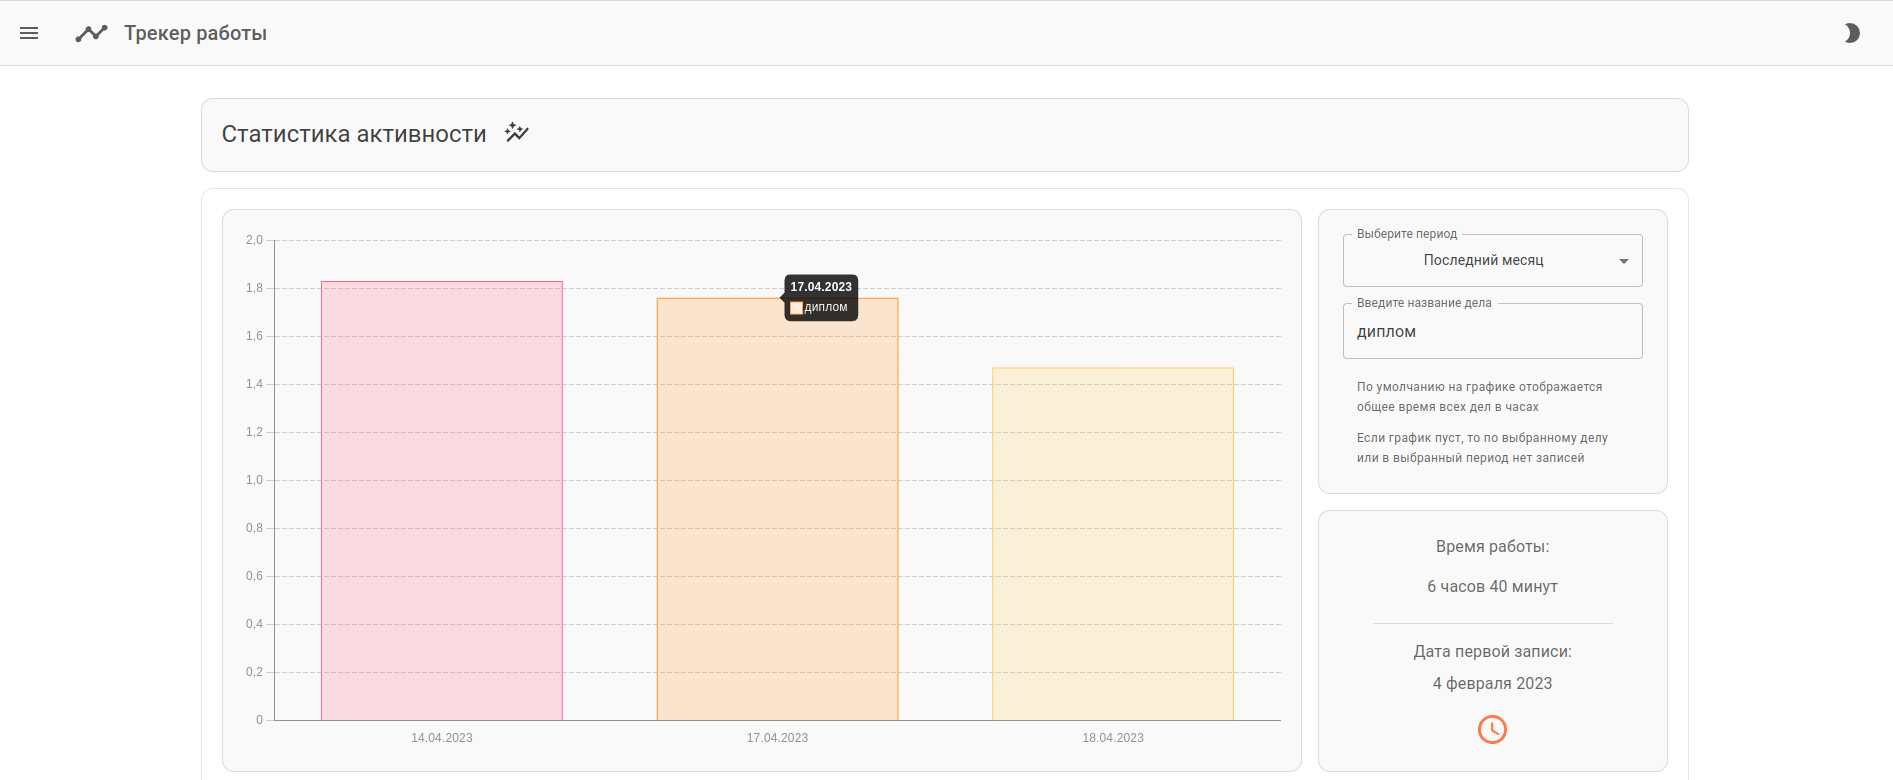 Трекер работы
Статистика активности
2,0
1,8
1,6
1,4
1,2
1,0
0,8
0,6
0,4
0,2
0
17.04.2023
диплом
14.04.2023
17.04.2023
18.04.2023
Выберите период
Последний месяц
Введите название дела
диплом
По умолчанию на графике отображается
общее время всех дел в часах
Если график пуст, то по выбранному делу
или в выбранный период нет записей
Время работы:
6 часов 40 минут
Дата первой записи:
4 февраля 2023